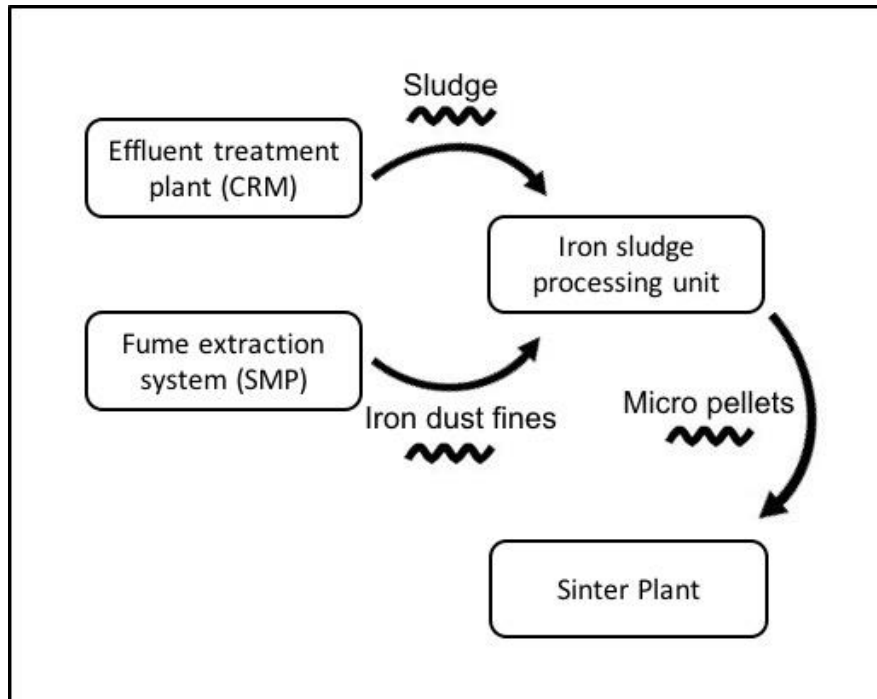 Sludge
Effluent treatment
plant (CRM)
Iron sludge
processing unit
Fume extraction
system (SMP)
Iron dust fines
Micro pellets
Sinter Plant